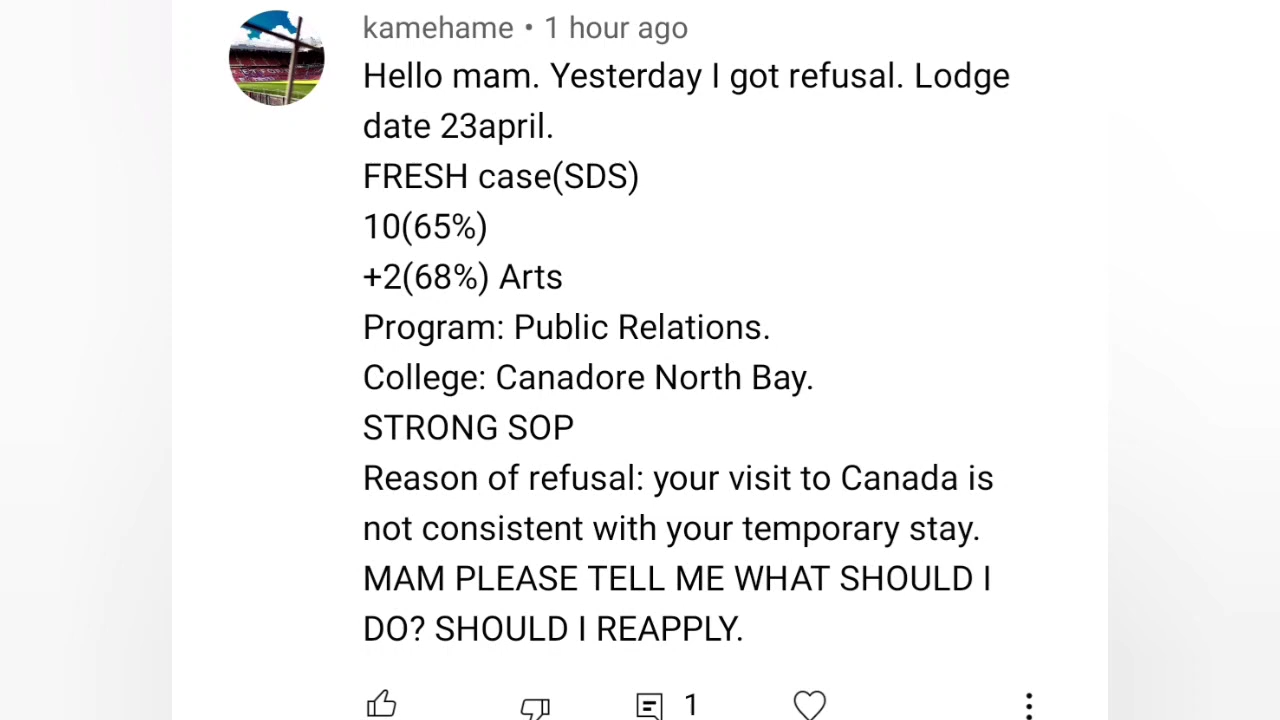 kamehame • 1 hour ago
Hello mam. Yesterday I got refusal. Lodge
date 23april.
FRESH case(SDS)
10(65%)
+2(68%) Arts
Program: Public Relations.
College: Canadore North Bay.
STRONG SOP
Reason of refusal: your visit to Canada is
not consistent with your temporary stay.
MAM PLEASE TELL ME WHAT SHOULD I
DO? SHOULD I REAPPLY.
1